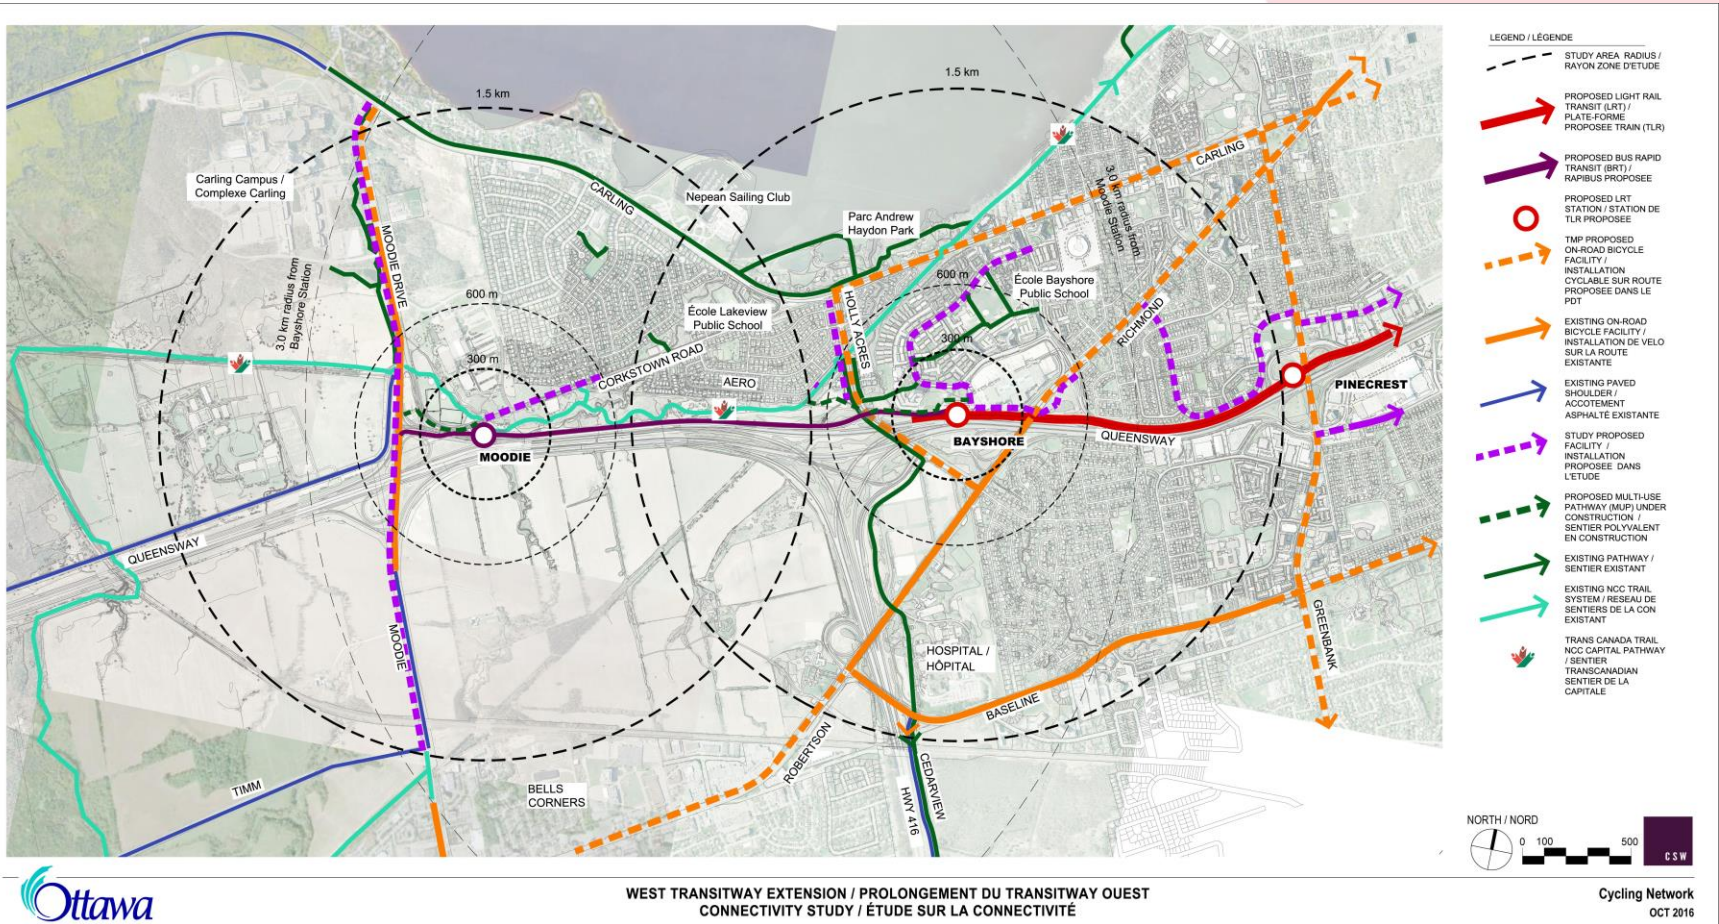 1.5 km
1.5 km
Carling Campus /
Complexe Carling
CARLING
Nepean Sailing Club
Parc Andrew
Haydon Park
CARLING
3.0 km radius from
Moodie Station
MOODIE DRIVE
3.0 km radius from
Bayshore Station
600 m
600 m
École Bayshore
Public School
HOLLY ACRES
RICHMOND
École Lakeview
Public School
300 m
300 m
CORKSTOWN ROAD
AERO
PINECREST
MOODIE
BAYSHORE
QUEENSWAY
QUEENSWAY
MOODIE
GREENBANK
HOSPITAL /
HÔPITAL
BASELINE
ROBERTSON
TIMM
BELLS
CORNERS
CEDARVIEW
HWY 416
LEGEND / LÉGENDE
STUDY AREA RADIUS /
RAYON ZONE D'ETUDE
PROPOSED LIGHT RAIL
TRANSIT (LRT) /
PLATE-FORME
PROPOSEE TRAIN (TLR)
PROPOSED BUS RAPID
TRANSIT (BRT) /
RAPIBUS PROPOSEE
PROPOSED LRT
STATION / STATION DE
TLR PROPOSEE
TMP PROPOSED
ON-ROAD BICYCLE
FACILITY /
INSTALLATION
CYCLABLE SUR ROUTE
PROPOSEE DANS LE
PDT
EXISTING ON-ROAD
BICYCLE FACILITY /
INSTALLATION DE VELO
SUR LA ROUTE
EXISTANTE
EXISTING PAVED
SHOULDER /
ACCOTEMENT
ASPHALTÉ EXISTANTE
STUDY PROPOSED
FACILITY /
INSTALLATION
PROPOSEE DANS
L'ETUDE
PROPOSED MULTI-USE
PATHWAY (MUP) UNDER
CONSTRUCTION /
SENTIER POLYVALENT
EN CONSTRUCTION
EXISTING PATHWAY /
SENTIER EXISTANT
EXISTING NCC TRAIL
SYSTEM / RESEAU DE
SENTIERS DE LA CCN
EXISTANT
TRANS CANADA TRAIL
NCC CAPITAL PATHWAY
/ SENTIER
TRANSCANADIAN
SENTIER DE LA
CAPITALE
NORTH / NORD
0 100 500
CSW
Ottawa
WEST TRANSITWAY EXTENSION / PROLONGEMENT DU TRANSITWAY OUEST
CONNECTIVITY STUDY / ÉTUDE SUR LA CONNECTIVITÉ
Cycling Network
OCT 2016